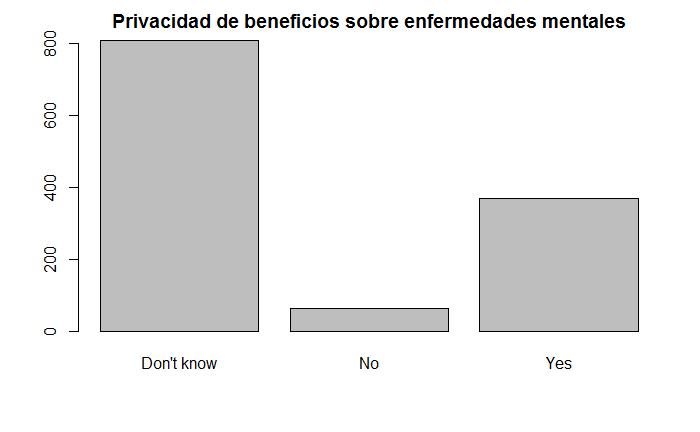 Privacidad de beneficios sobre enfermedades mentales
800
600
400
200
0
Don't know No Yes